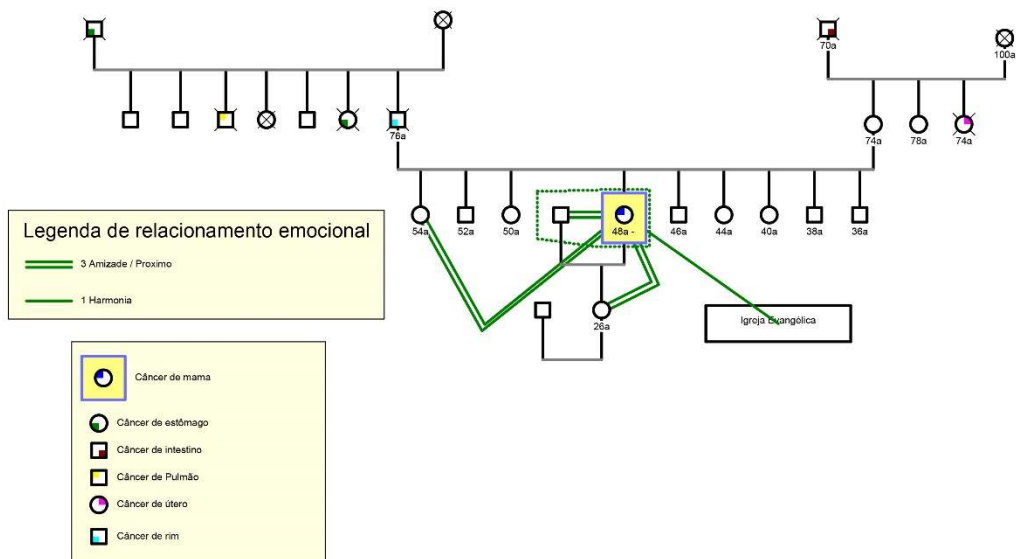 70a
100a
76a
74a
78a
74a
54a
52a
50a
48a -
46a
44a
40a
38a
36a
Legenda de relacionamento emocional
3 Amizade / Proximo
1 Harmonia
26a
Igreja Evangélica
Câncer de mama
Câncer de estômago
Câncer de intestino
Câncer de Pulmão
Câncer de útero
Câncer de rim